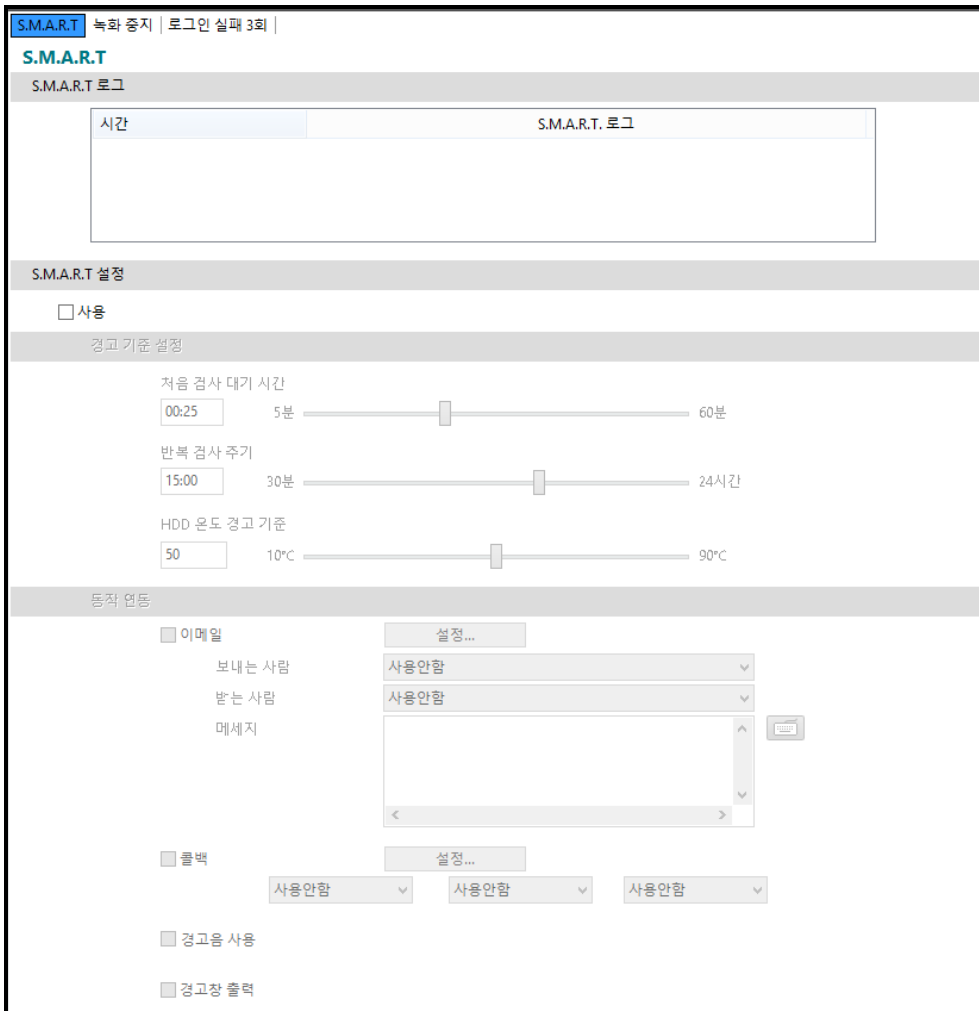 S.M.A.R.T 녹화 중지 로그인 실패 3회
S.M.A.R.T
S.M.A.R.T 로그
시간 S.M.A.R.T. 로그
S.M.A.R.T 설정
사용
경고 기준 설정
처음 검사 대기 시간
00:25 5분 60분
반복 검사 주기
15:00 30분 24시간
HDD 온도 경고 기준
50 10℃ 90℃
동작 연동
이메일 설정...
보내는 사람 사용안함
받는 사람 사용안함
메세지
콜백 설정...
사용안함 사용안함 사용안함
경고음 사용
경고창 출력